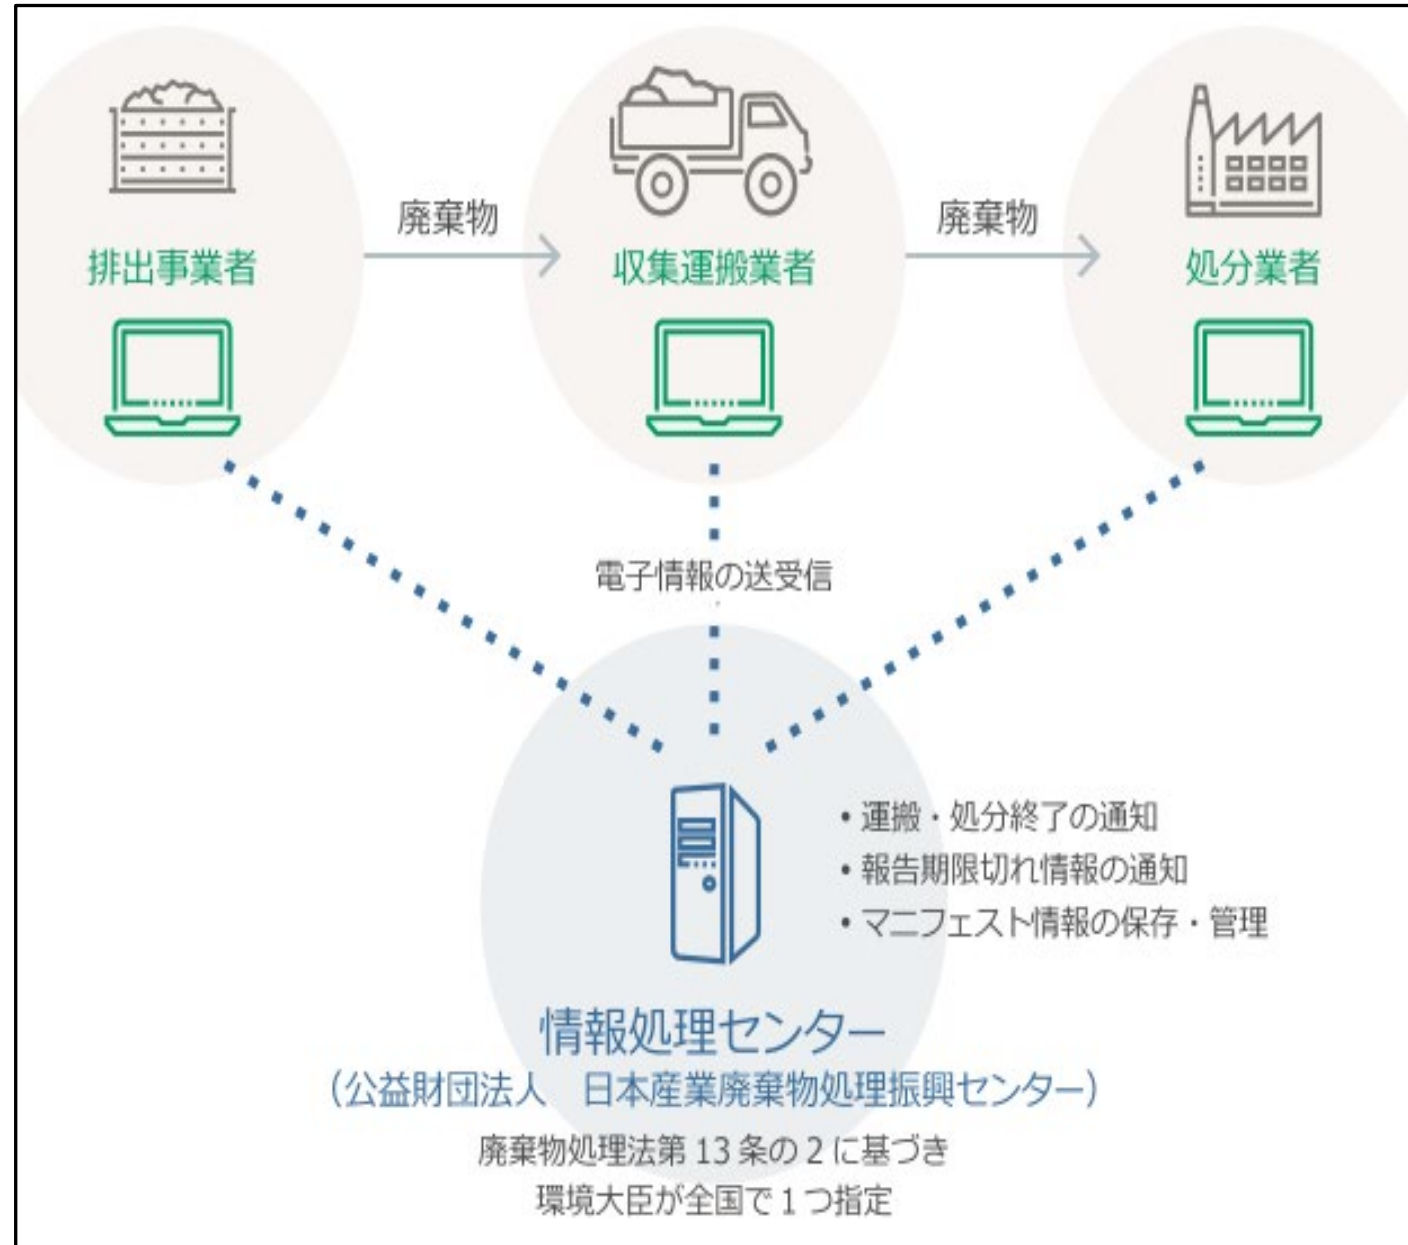 廃棄物
廃棄物
排出事業者
収集運搬業者
処分業者
電子情報の送受信
・運搬・処分終了の通知
・報告期限切れ情報の通知
・マニフェスト情報の保存・管理
情報処理センター
（公益財団法人　日本産業廃棄物処理振興センター）
廃棄物処理法第 13 条の 2 に基づき
環境大臣が全国で 1 つ指定